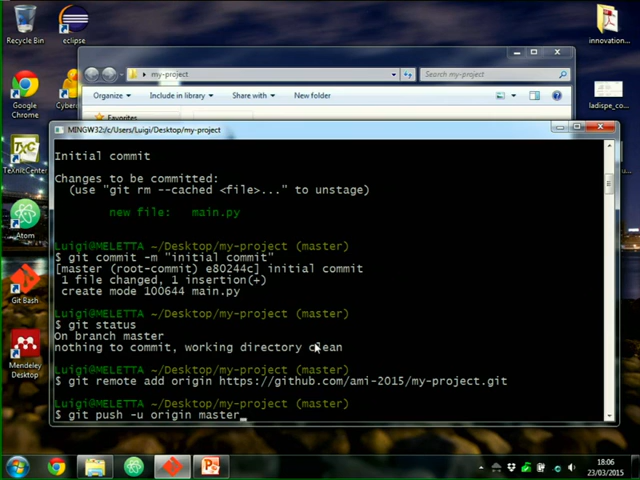 Recycle Bin
eclipse
innovation...
Google
Chrome
ladispe_co...
TeXnicCenter
Atom
Git Bash
Mendeley
Desktop
my-project
Search my-project
Organize
Include in library
Share with
New folder
Favorites
MINGW32:/c/Users/Luigi/Desktop/my-project
Initial commit
Changes to be committed:
(use "git rm --cached <file>..." to unstage)
new file: main.py
Luigi@MELETTA ~/Desktop/my-project (master)
$ git commit -m "initial commit"
[master (root-commit) e80244c] initial commit
1 file changed, 1 insertion(+)
create mode 100644 main.py
Luigi@MELETTA ~/Desktop/my-project (master)
$ git status
On branch master
nothing to commit, working directory clean
Luigi@MELETTA ~/Desktop/my-project (master)
$ git remote add origin https://github.com/ami-2015/my-project.git
Luigi@MELETTA ~/Desktop/my-project (master)
$ git push -u origin master
18:06
23/03/2015